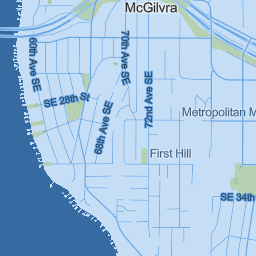 McGilvra
60th Ave SE
70th Ave SE
SE 28th St
68th Ave SE
72nd Ave SE
Metropolitan M
First Hill
SE 34th